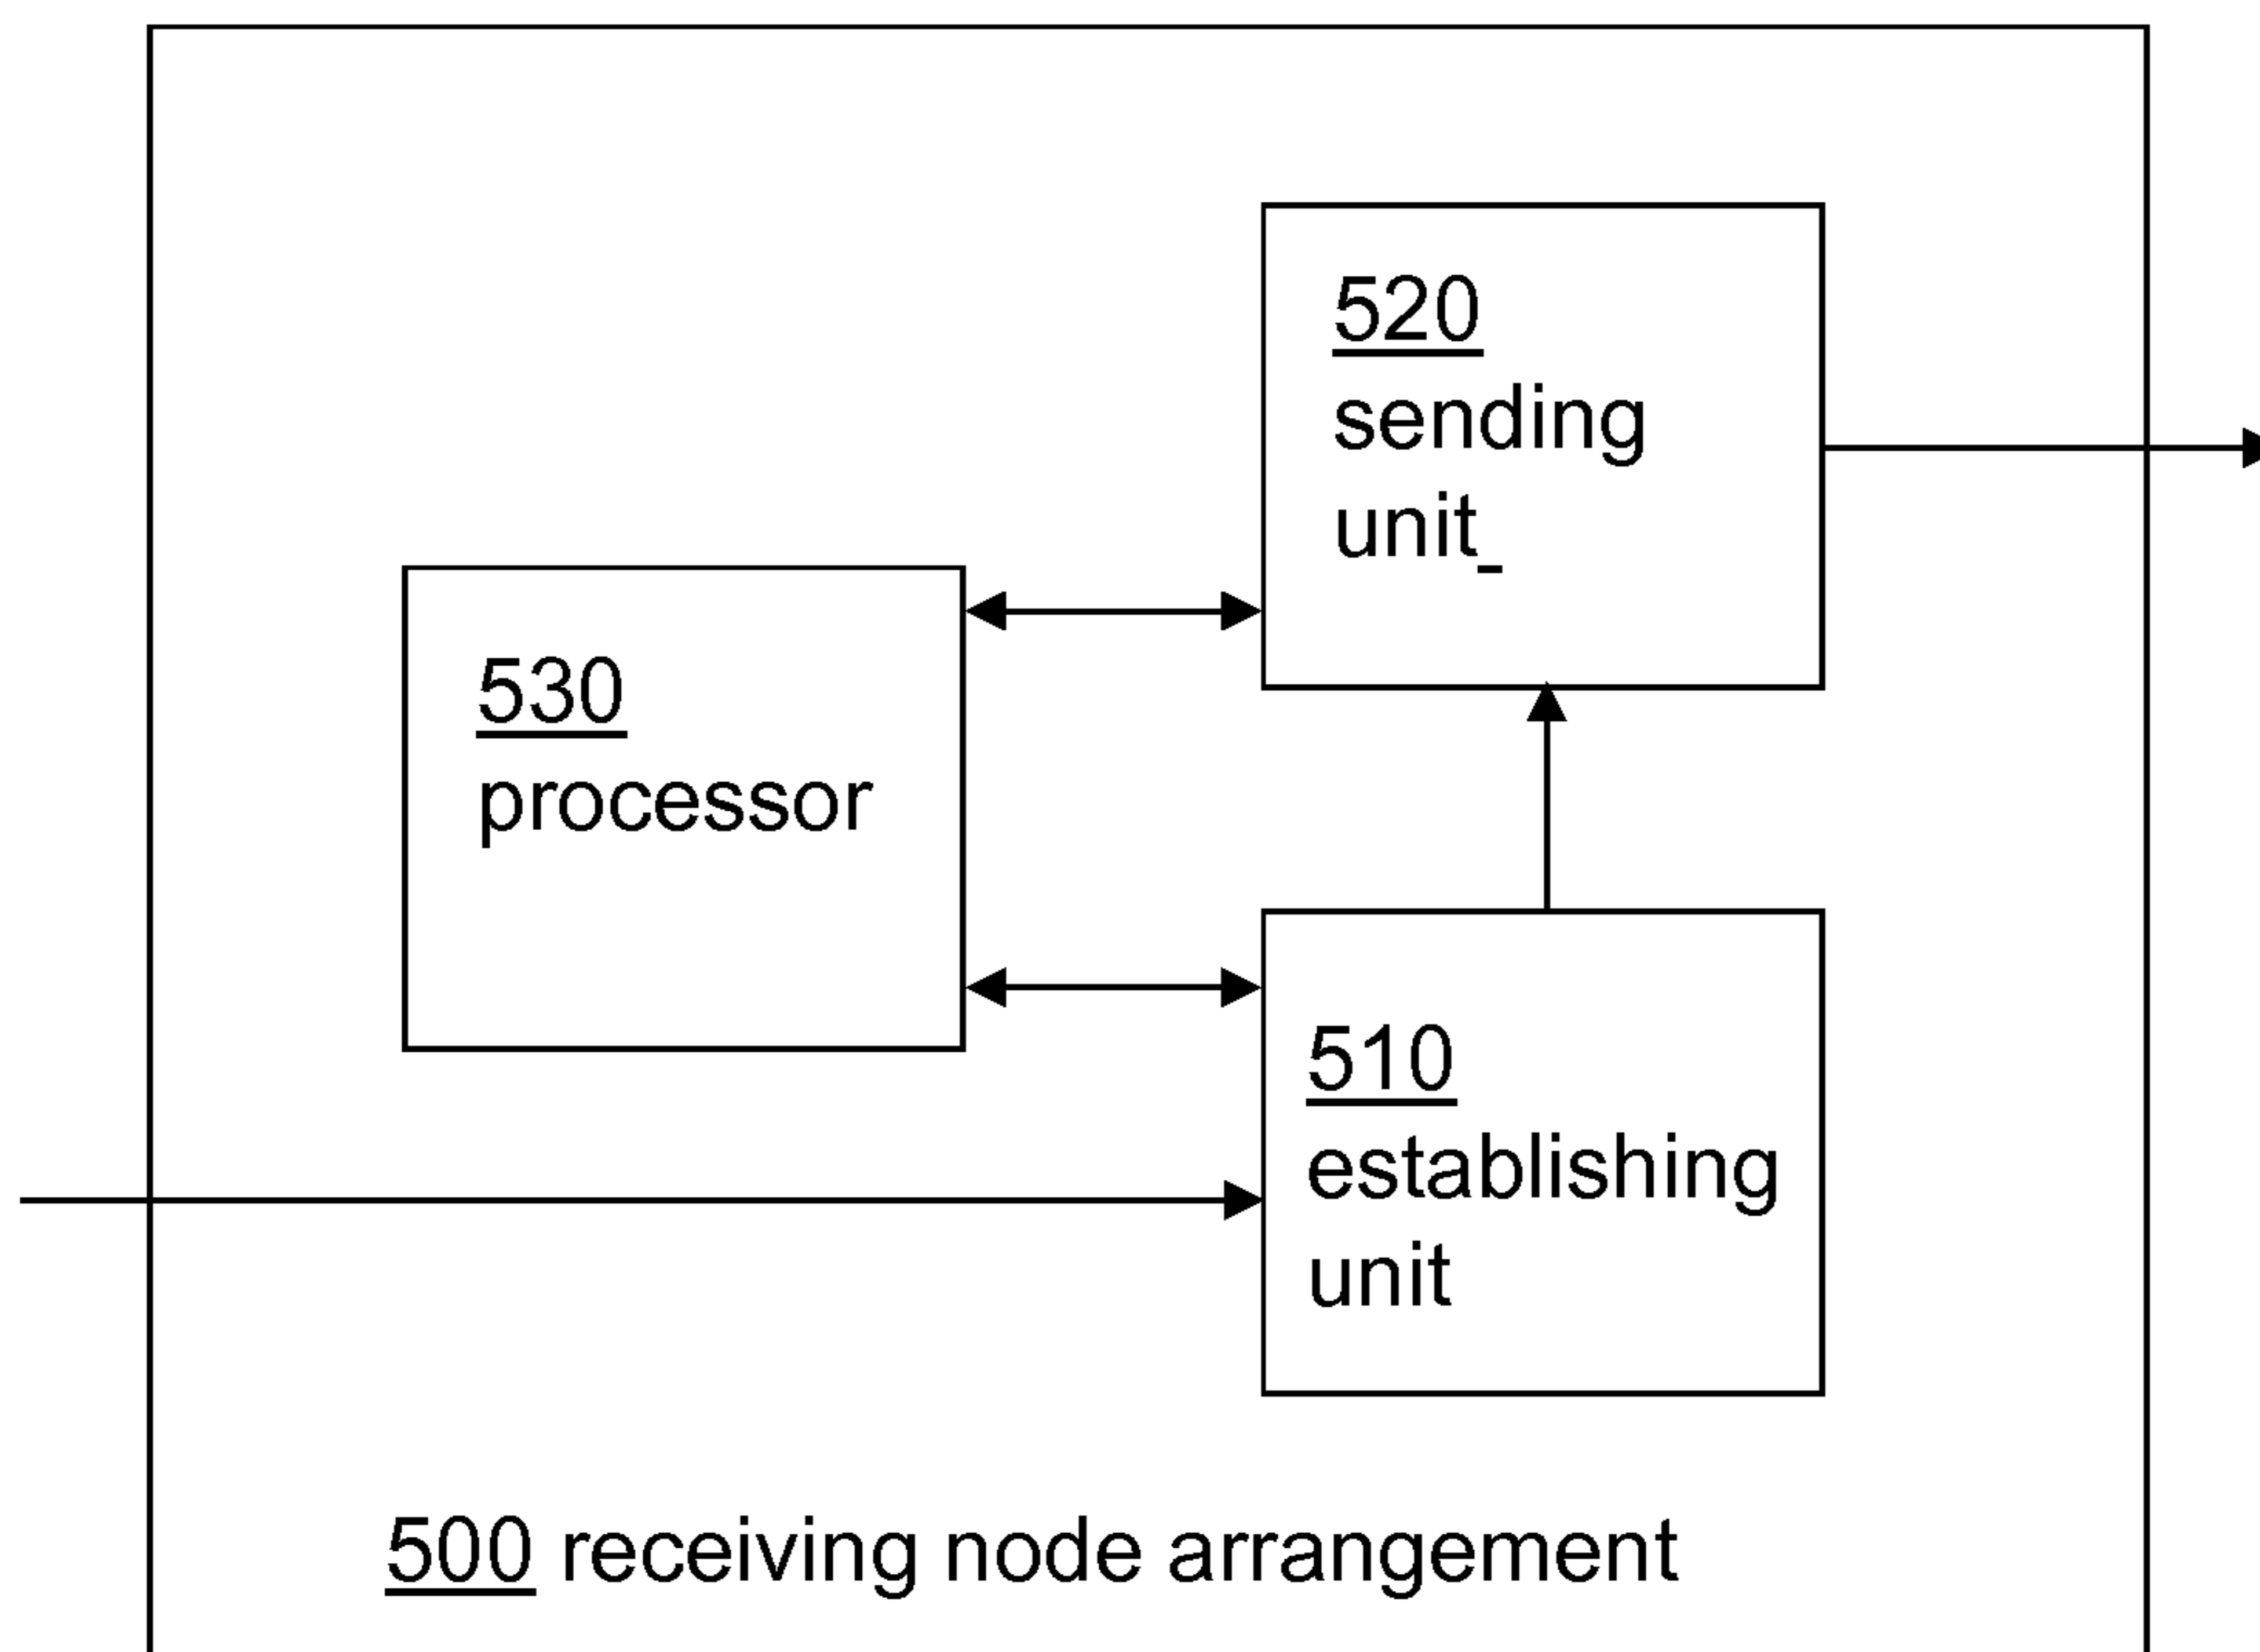 520
sending
unit
530
processor
510
establishing
unit
500 receiving node arrangement